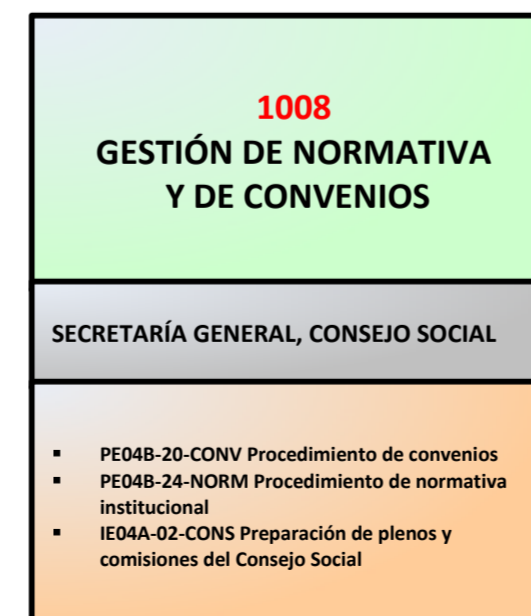 1008
GESTIÓN DE NORMATIVA
Y DE CONVENIOS
SECRETARÍA GENERAL, CONSEJO SOCIAL
▪ PE04B-20-CONV Procedimiento de convenios
▪ PE04B-24-NORM Procedimiento de normativa
institucional
▪ IE04A-02-CONS Preparación de plenos y
comisiones del Consejo Social